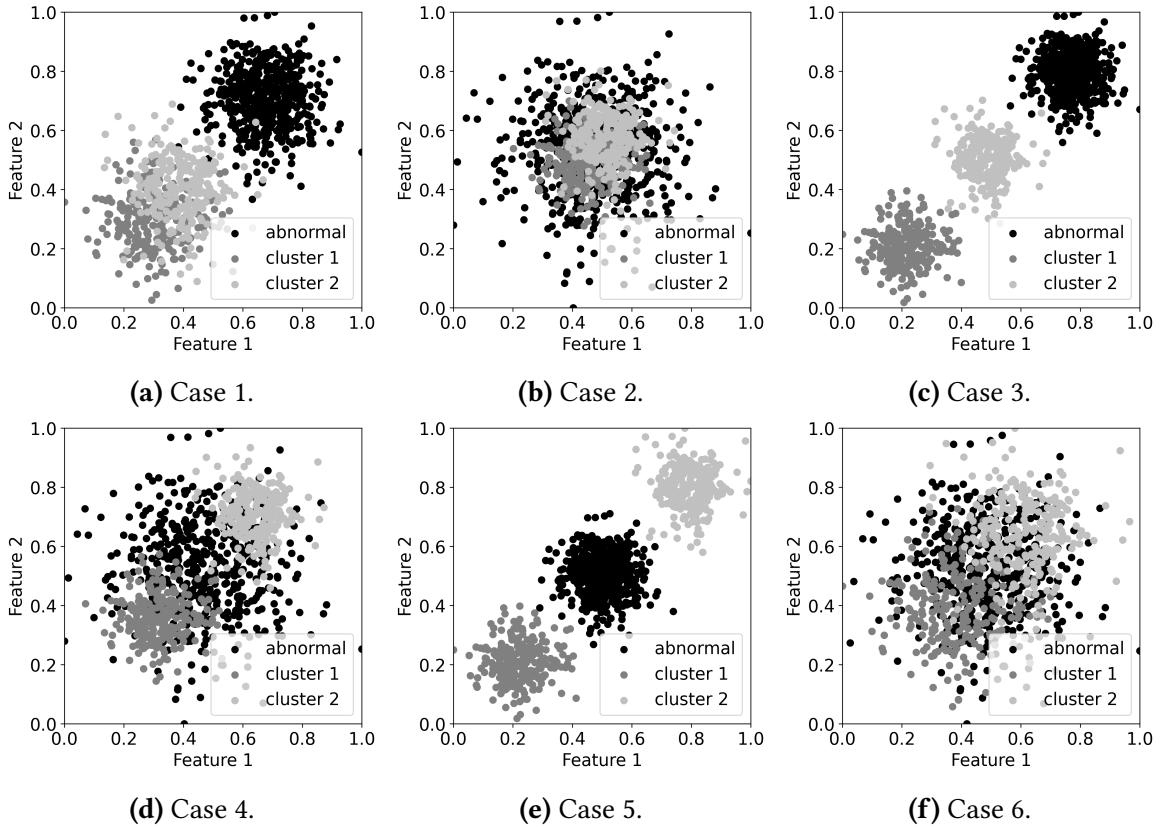 1.0
0.8
0.6
0.4
0.2
0.0
Feature 2
abnormal
cluster 1
cluster 2
0.0 0.2 0.4 0.6 0.8 1.0
Feature 1
(a) Case 1.
1.0
0.8
0.6
0.4
0.2
0.0
Feature 2
abnormal
cluster 1
cluster 2
0.0 0.2 0.4 0.6 0.8 1.0
Feature 1
(b) Case 2.
1.0
0.8
0.6
0.4
0.2
0.0
Feature 2
abnormal
cluster 1
cluster 2
0.0 0.2 0.4 0.6 0.8 1.0
Feature 1
(c) Case 3.
1.0
0.8
0.6
0.4
0.2
0.0
Feature 2
abnormal
cluster 1
cluster 2
0.0 0.2 0.4 0.6 0.8 1.0
Feature 1
(d) Case 4.
1.0
0.8
0.6
0.4
0.2
0.0
Feature 2
abnormal
cluster 1
cluster 2
0.0 0.2 0.4 0.6 0.8 1.0
Feature 1
(e) Case 5.
1.0
0.8
0.6
0.4
0.2
0.0
Feature 2
abnormal
cluster 1
cluster 2
0.0 0.2 0.4 0.6 0.8 1.0
Feature 1
(f) Case 6.